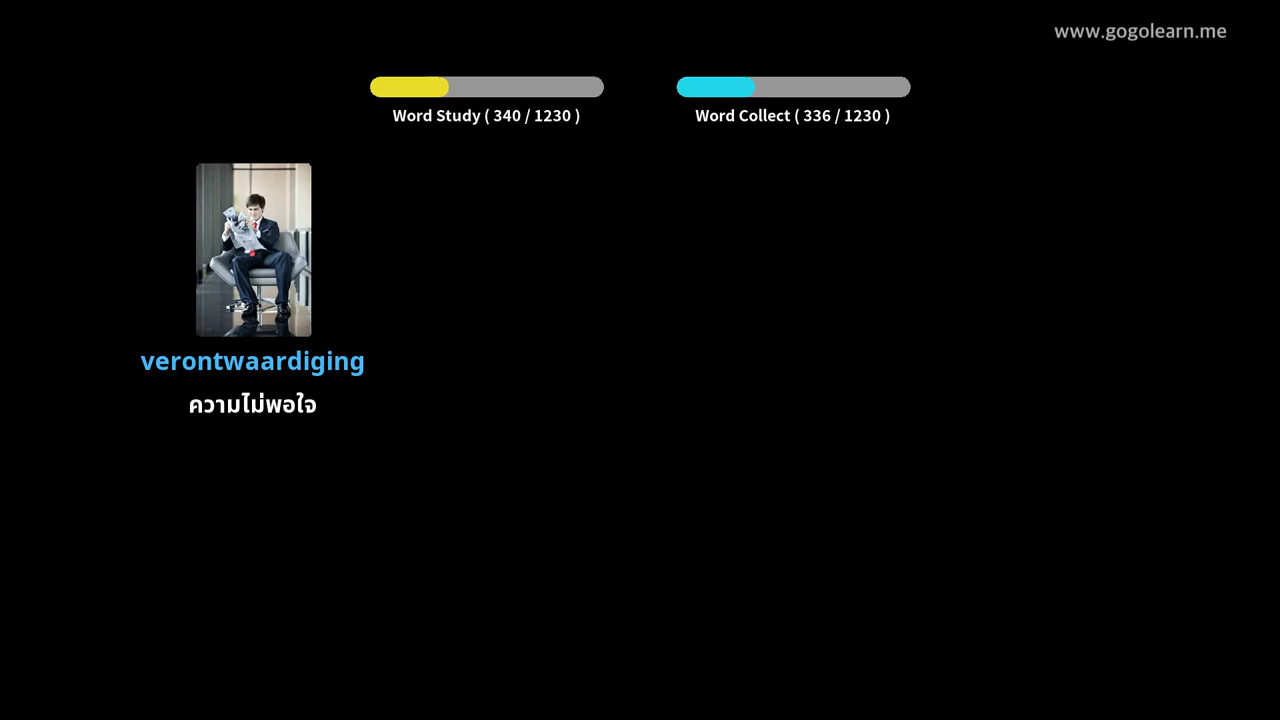 www.gogolearn.me
Word Study ( 340 / 1230 )
Word Collect ( 336 / 1230 )
verontwaardiging
ความไม่พอใจ